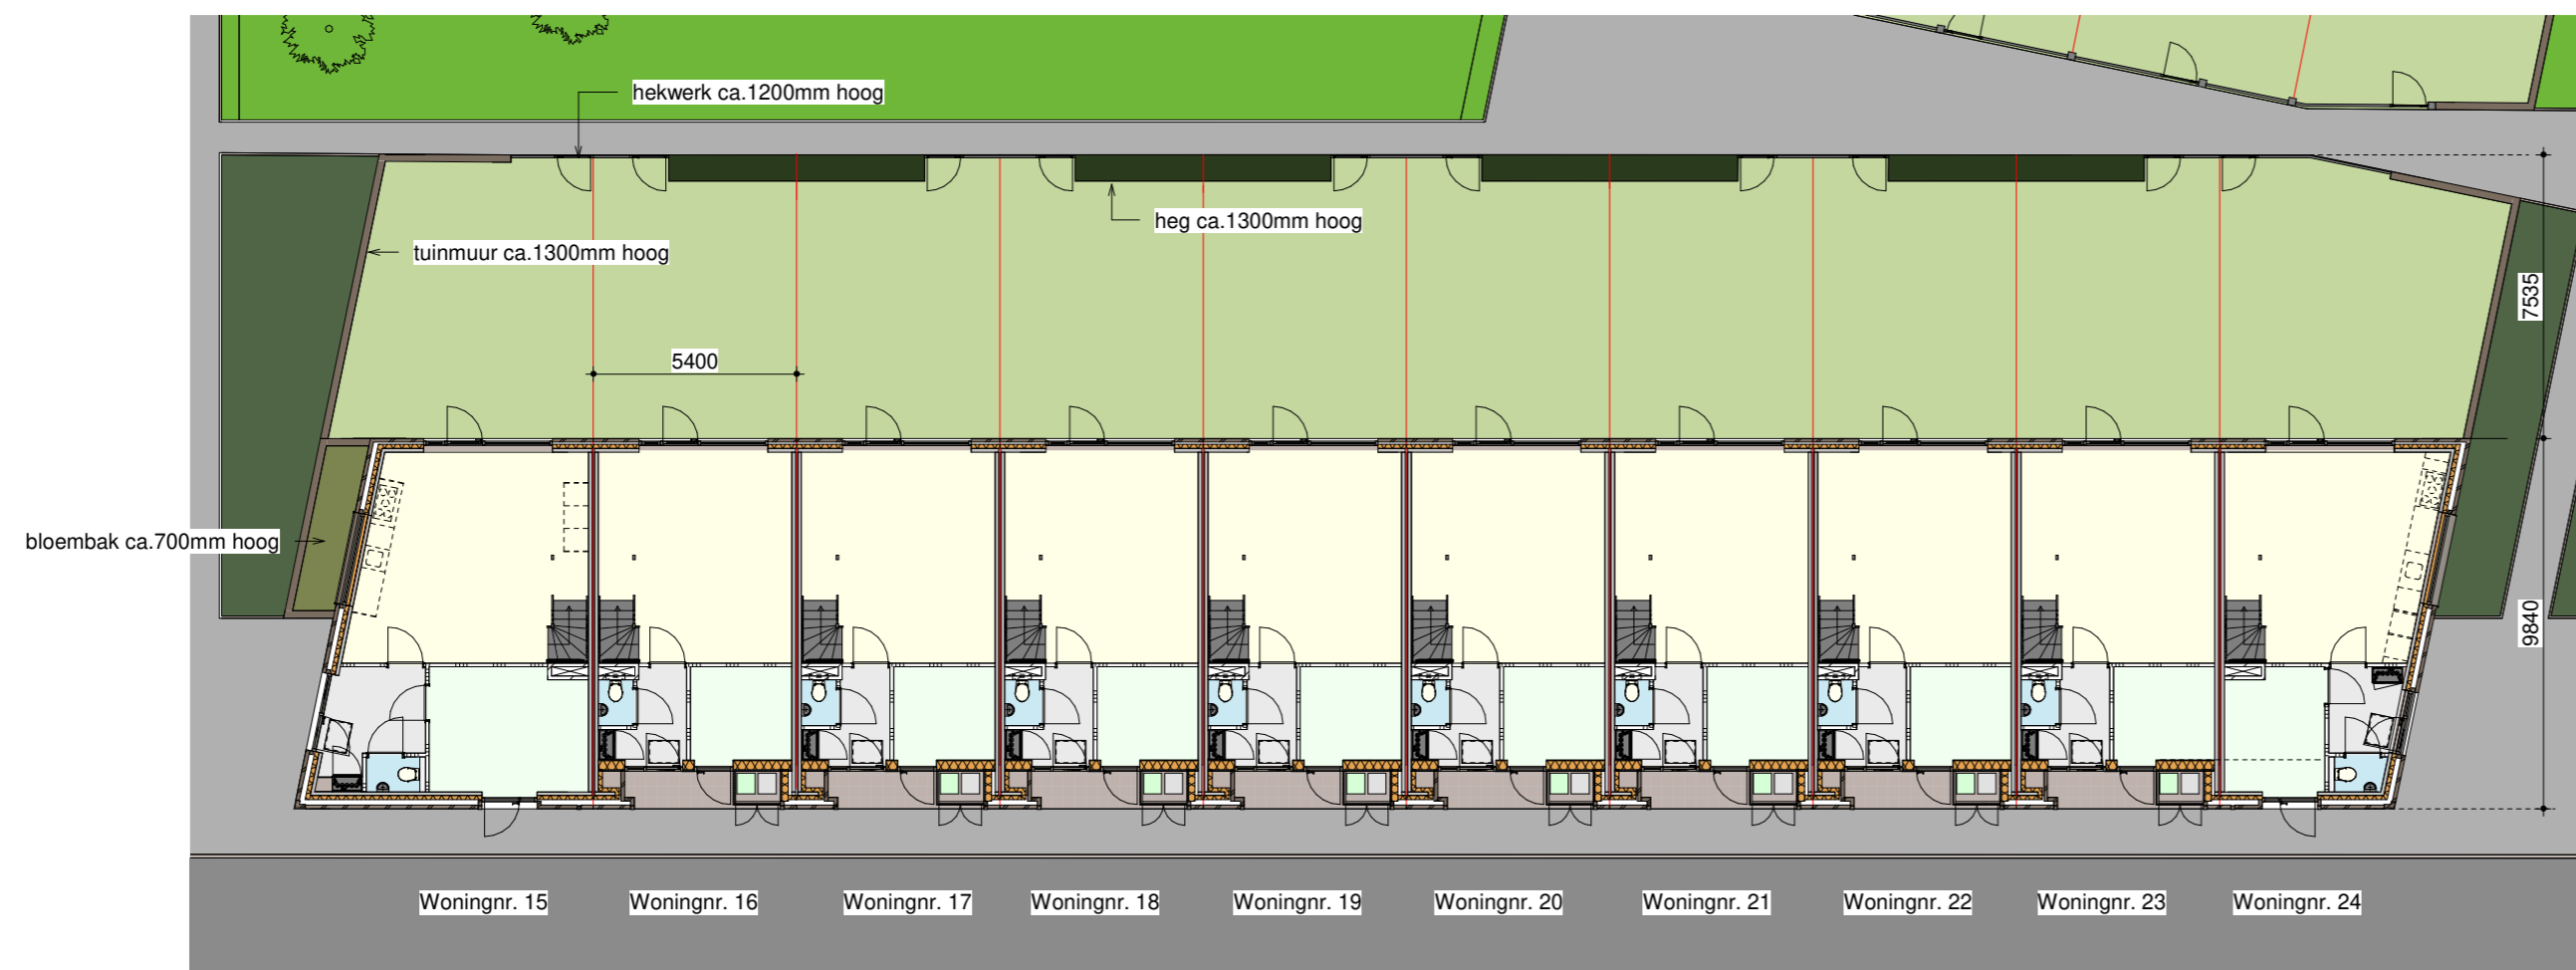 hekwerk ca.1200mm hoog
heg ca.1300mm hoog
tuinmuur ca.1300mm hoog
7535
5400
bloembak ca.700mm hoog
9840
Woningnr. 15
Woningnr. 16
Woningnr. 17
Woningnr. 18
Woningnr. 19
Woningnr. 20
Woningnr. 21
Woningnr. 22
Woningnr. 23
Woningnr. 24